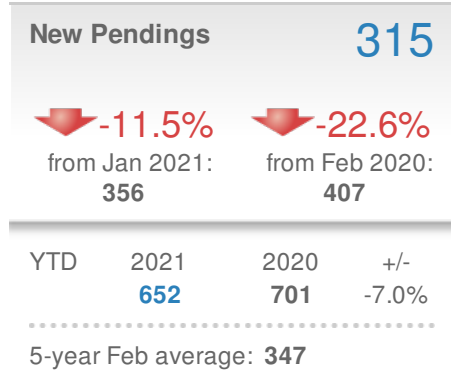 New Pendings 315
-11.5% -22.6%
from Jan 2021: from Feb 2020:
356 407
YTD 2021 2020 +/-
652 701 -7.0%
5-year Feb average: 347